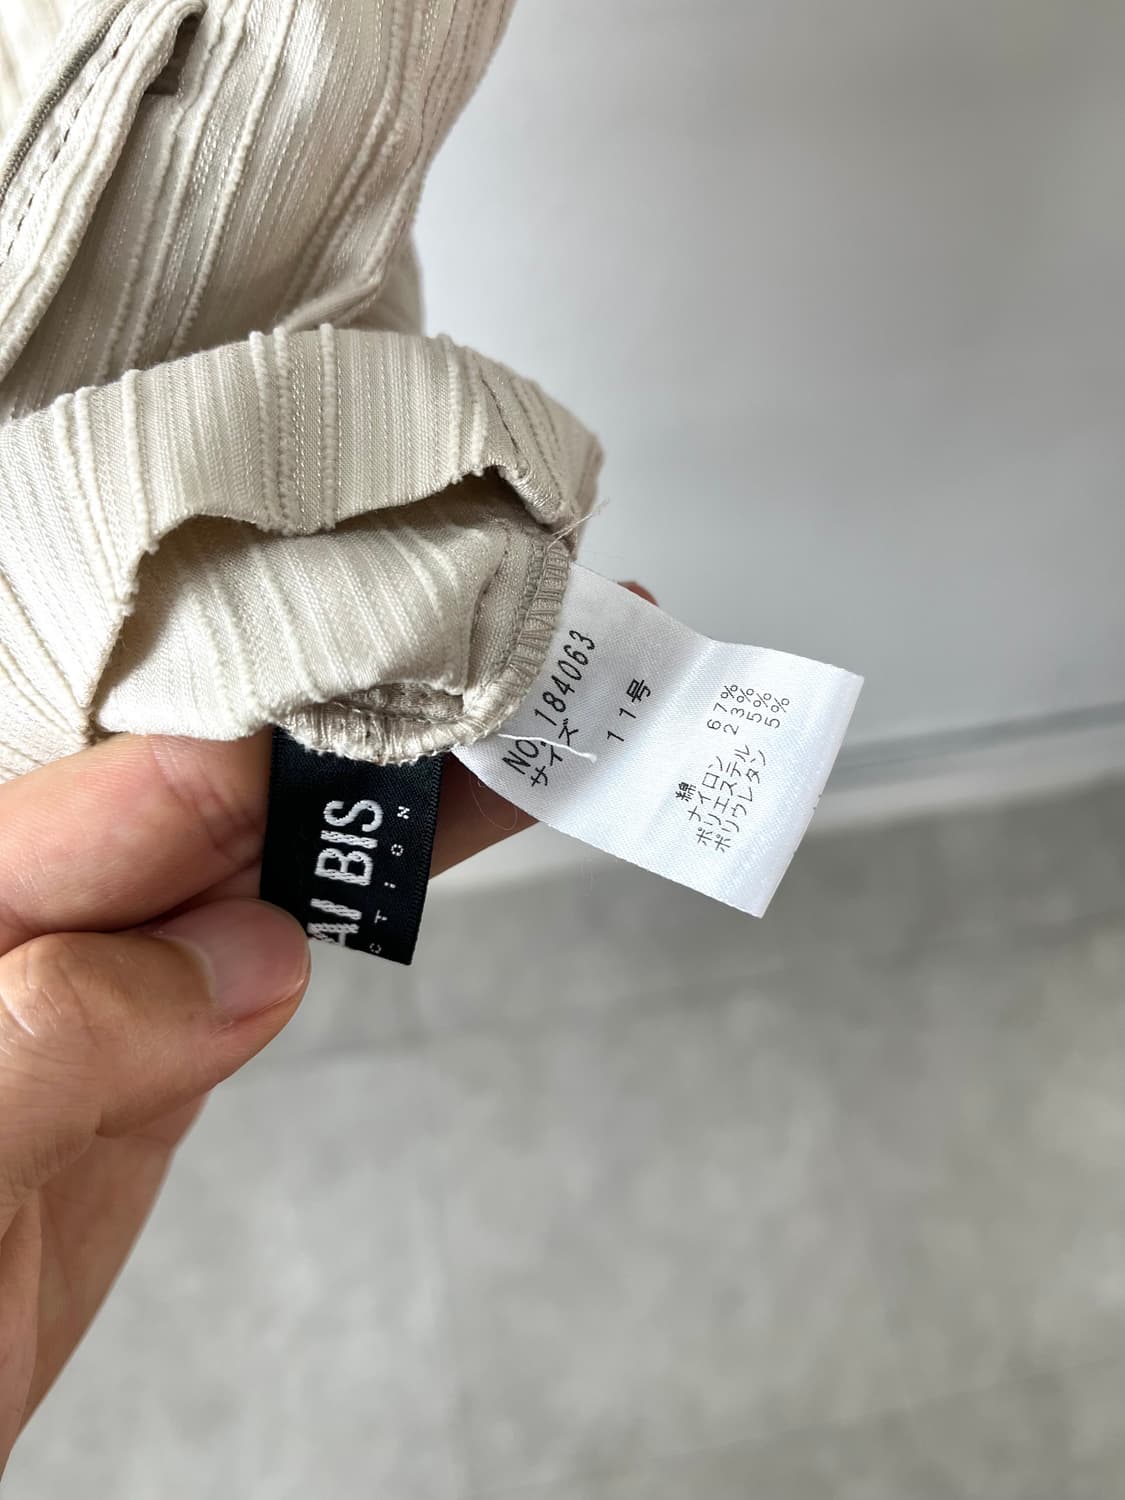 NO. 184063
サイズ
11号
綿 67%
ナイロン 23%
ポリエステル 5%
ポリウレタン 5%
BIS